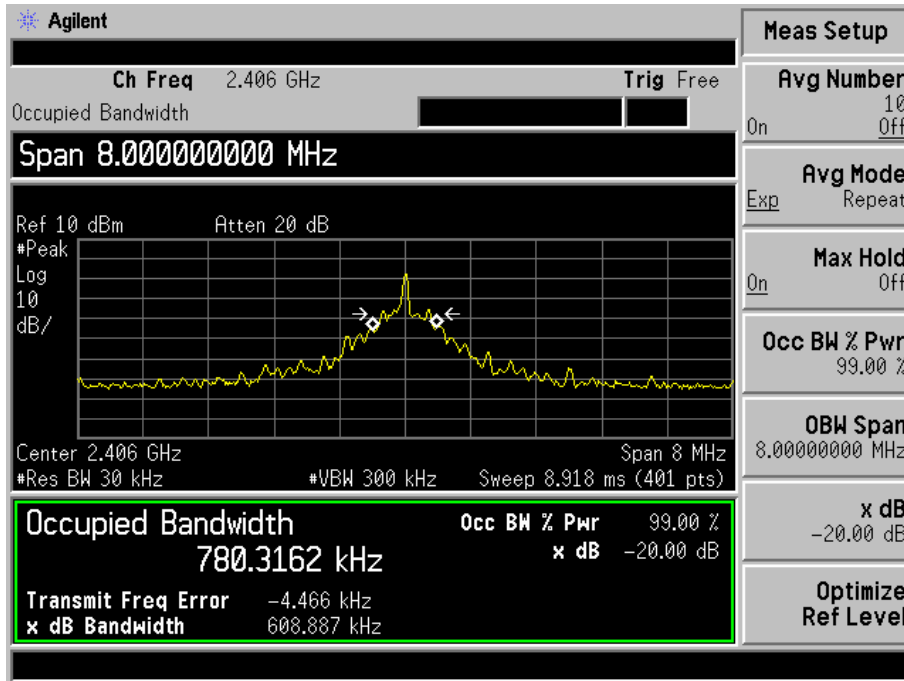 Agilent
Meas Setup
Ch Freq 2.406 GHz Trig Free
Occupied Bandwidth
Span 8.000000000 MHz
Ref 10 dBm Atten 20 dB
#Peak
Log
10
dB/
Center 2.406 GHz Span 8 MHz
#Res BW 30 kHz #VBW 300 kHz Sweep 8.918 ms (401 pts)
Occupied Bandwidth
780.3162 kHz
Occ BW % Pwr 99.00 %
x dB -20.00 dB
Transmit Freq Error -4.466 kHz
x dB Bandwidth 608.887 kHz
Avg Number
10
On Off
Avg Mode
Exp Repeat
Max Hold
On Off
Occ BW % Pwr
99.00 %
OBW Span
8.00000000 MHz
x dB
-20.00 dB
Optimize
Ref Level